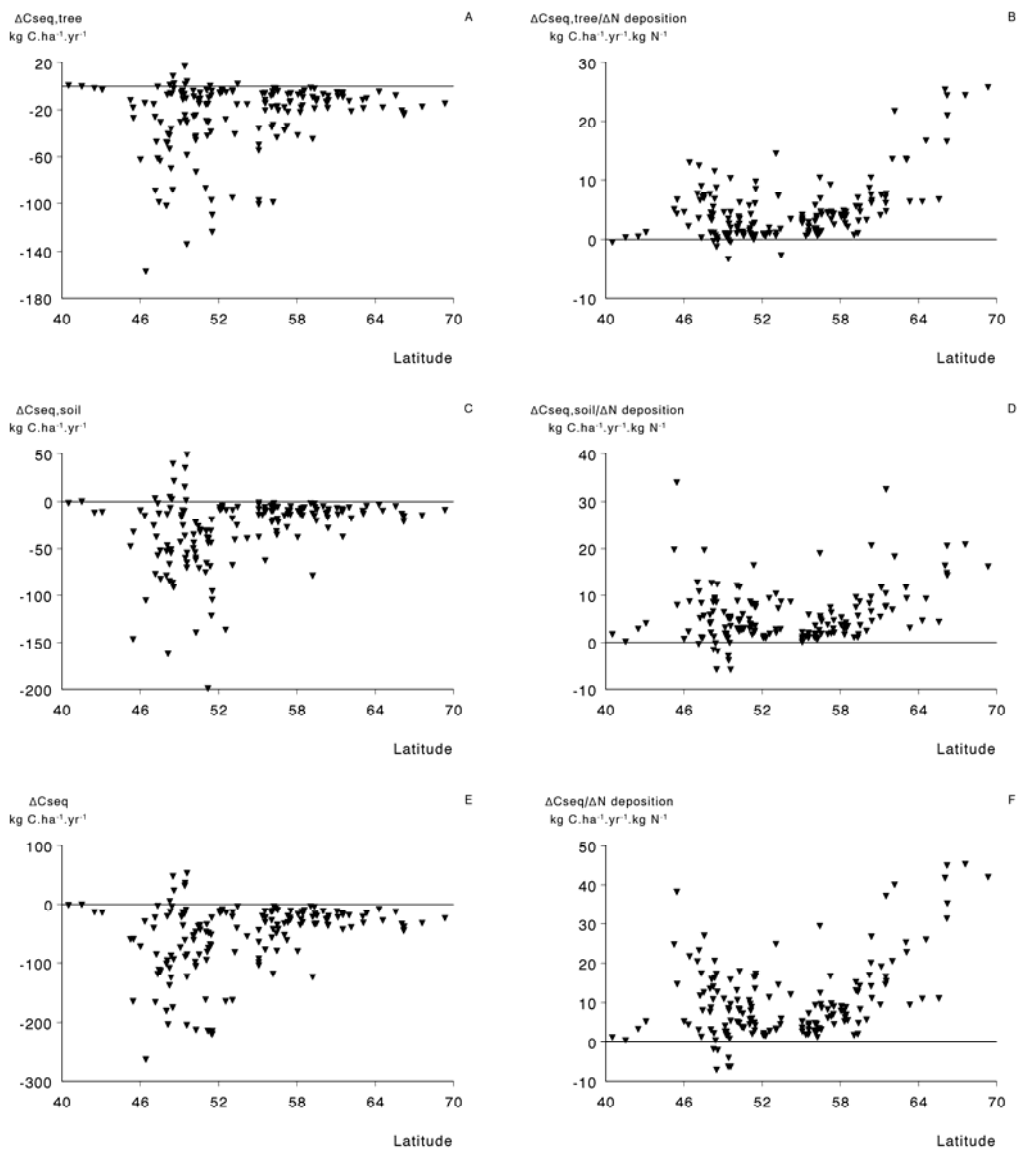 ΔCseq,tree
kg C.ha⁻¹.yr⁻¹
A
20
0
-20
-60
-100
-140
-180
40 46 52 58 64 70
Latitude
ΔCseq,tree/ΔN deposition
kg C.ha⁻¹.yr⁻¹.kg N⁻¹
B
30
20
10
0
-10
40 46 52 58 64 70
Latitude
ΔCseq,soil
kg C.ha⁻¹.yr⁻¹
C
50
0
-50
-100
-150
-200
40 46 52 58 64 70
Latitude
ΔCseq,soil/ΔN deposition
kg C.ha⁻¹.yr⁻¹.kg N⁻¹
D
40
30
20
10
0
-10
40 46 52 58 64 70
Latitude
ΔCseq
kg C.ha⁻¹.yr⁻¹
E
100
0
-100
-200
-300
40 46 52 58 64 70
Latitude
ΔCseq/ΔN deposition
kg C.ha⁻¹.yr⁻¹.kg N⁻¹
F
50
40
30
20
10
0
-10
40 46 52 58 64 70
Latitude